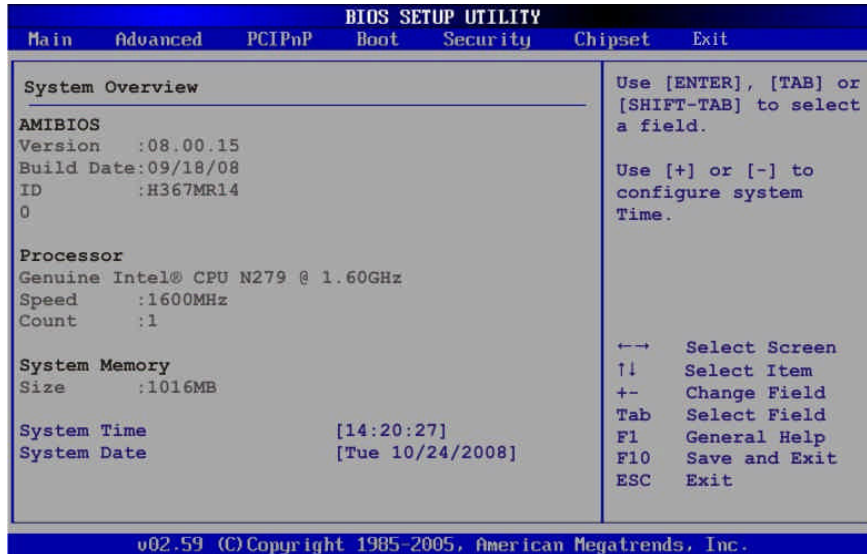 BIOS SETUP UTILITY
Main Advanced PCIPnP Boot Security Chipset Exit
System Overview
AMIBIOS
Version :08.00.15
Build Date:09/18/08
ID :H367MR14
0
Processor
Genuine Intel® CPU N279 @ 1.60GHz
Speed :1600MHz
Count :1
System Memory
Size :1016MB
System Time [14:20:27]
System Date [Tue 10/24/2008]
Use [ENTER], [TAB] or
[SHIFT-TAB] to select
a field.
Use [+] or [-] to
configure system
Time.
←→ Select Screen
↑↓ Select Item
+- Change Field
Tab Select Field
F1 General Help
F10 Save and Exit
ESC Exit
v02.59 (C)Copyright 1985-2005, American Megatrends, Inc.